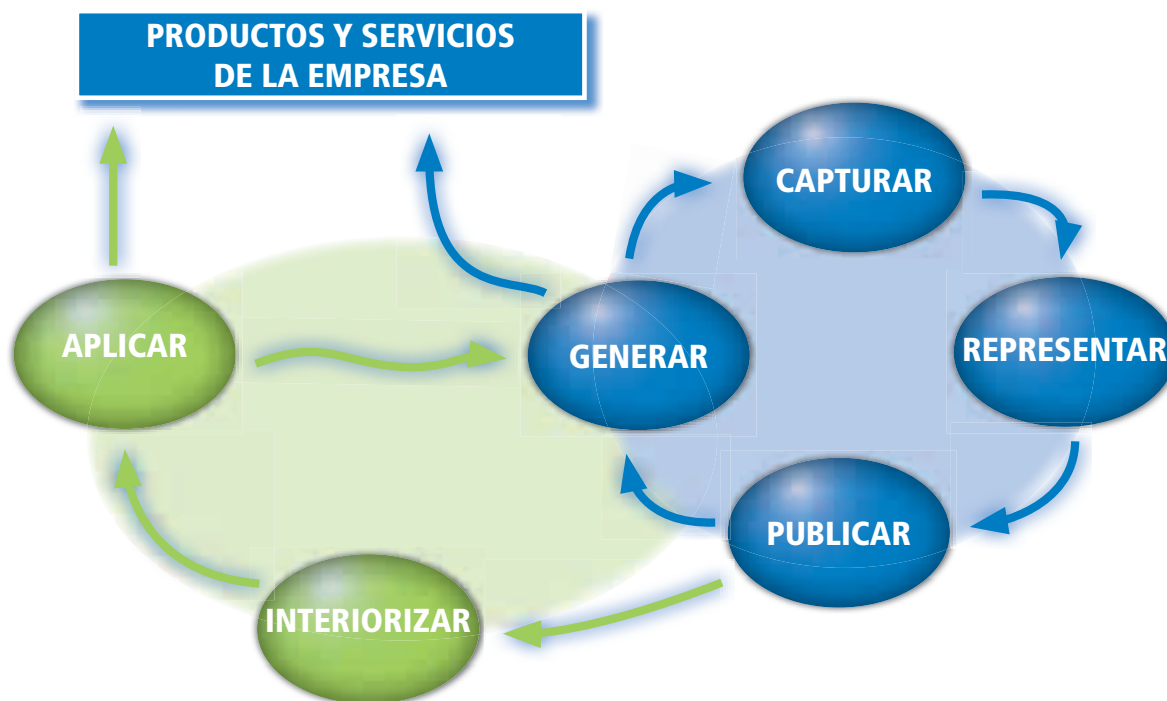 PRODUCTOS Y SERVICIOS
DE LA EMPRESA
CAPTURAR
APLICAR
GENERAR
REPRESENTAR
PUBLICAR
INTERIORIZAR